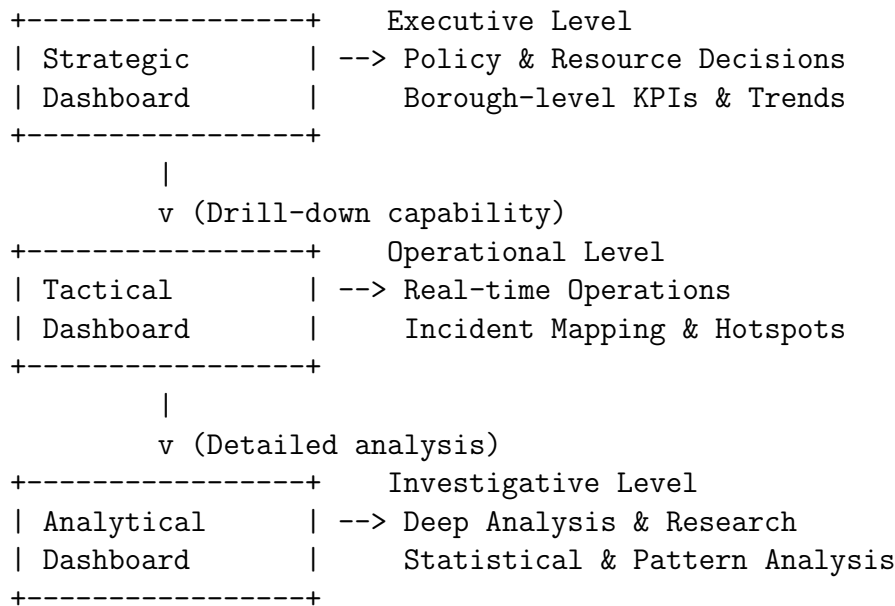 +-----------------+    Executive Level
| Strategic       | --> Policy & Resource Decisions
| Dashboard       |     Borough-level KPIs & Trends
+-----------------+
         |
         v (Drill-down capability)
+-----------------+    Operational Level
| Tactical        | --> Real-time Operations
| Dashboard       |     Incident Mapping & Hotspots
+-----------------+
         |
         v (Detailed analysis)
+-----------------+    Investigative Level
| Analytical      | --> Deep Analysis & Research
| Dashboard       |     Statistical & Pattern Analysis
+-----------------+